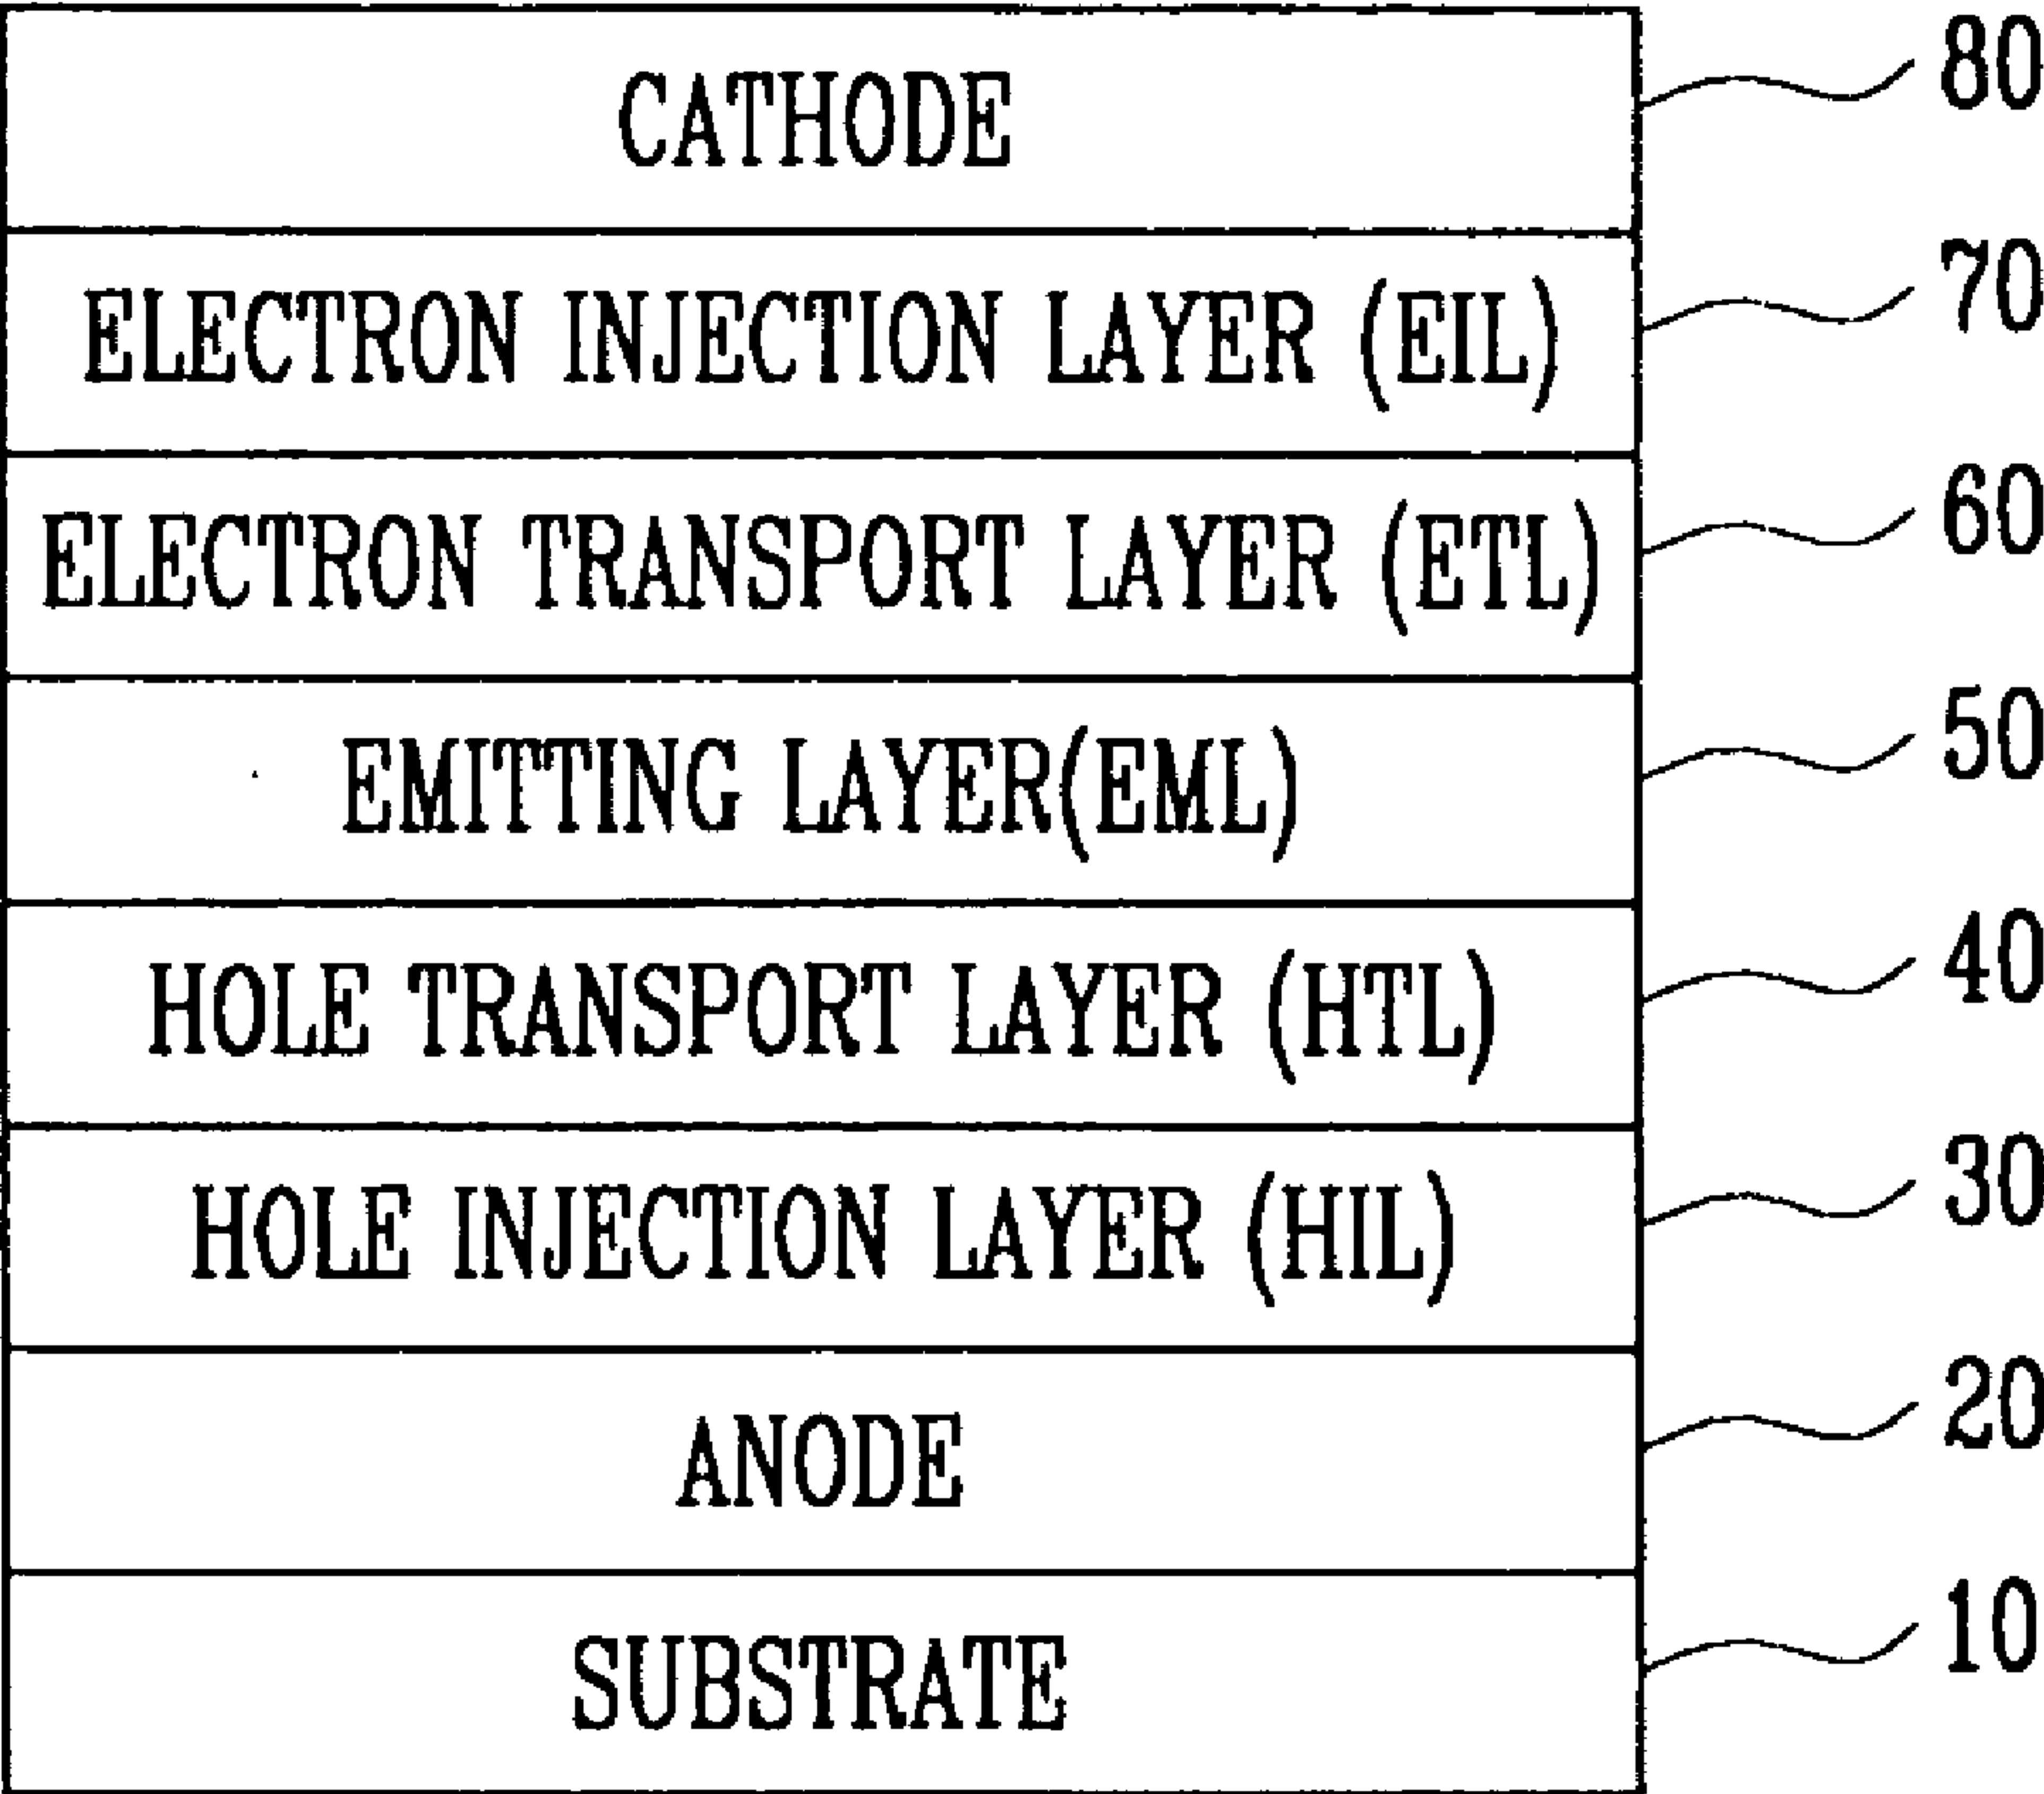 CATHODE 80
ELECTRON INJECTION LAYER (EIL) 70
ELECTRON TRANSPORT LAYER (ETL) 60
EMITTING LAYER(EML) 50
HOLE TRANSPORT LAYER (HTL) 40
HOLE INJECTION LAYER (HIL) 30
ANODE 20
SUBSTRATE 10